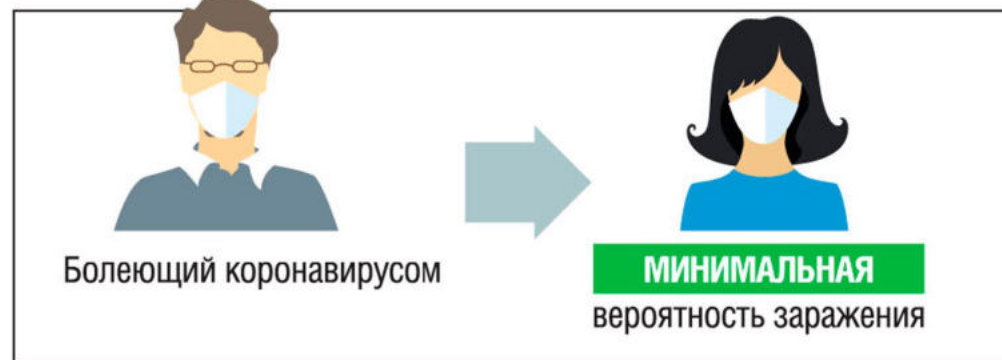 Болеющий коронавирусом
МИНИМАЛЬНАЯ
вероятность заражения